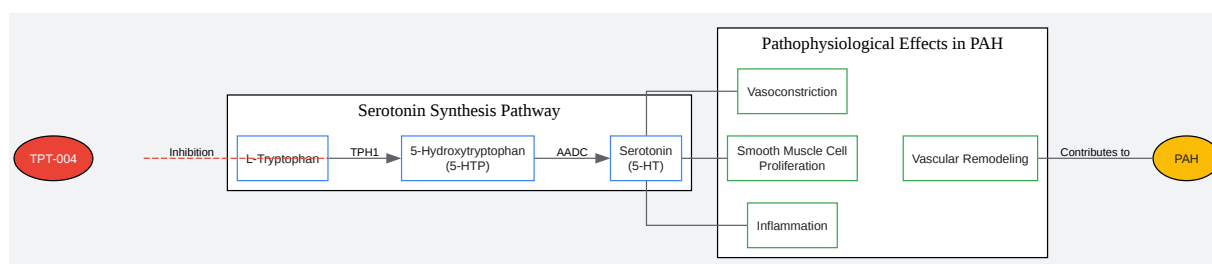 Pathophysiological Effects in PAH
Vasoconstriction
Serotonin Synthesis Pathway
TPT-004
Inhibition
L-Tryptophan
TPH1
5-Hydroxytryptophan
(5-HTP)
AADC
Serotonin
(5-HT)
Smooth Muscle Cell
Proliferation
Vascular Remodeling
Contributes to
PAH
Inflammation